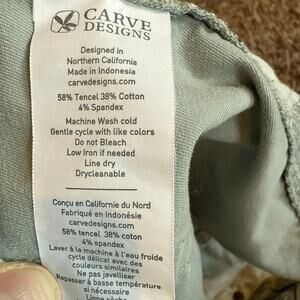 CARVE
DESIGNS
Designed in
Northern California
Made in Indonesia
carvedesigns.com
58% Tencel 38% Cotton
4% Spandex
Machine Wash cold
Gentle cycle with like colors
Do not Bleach
Low Iron if needed
Line dry
Drycleanable
Conçu en Californie du Nord
Fabriqué en Indonésie
carvedesigns.com
58% tencel 38% coton
4% spandex
Laver à la machine à l'eau froide
cycle délicat avec des
couleurs similaires
Ne pas javelliser
Repasser à basse température
si nécessaire